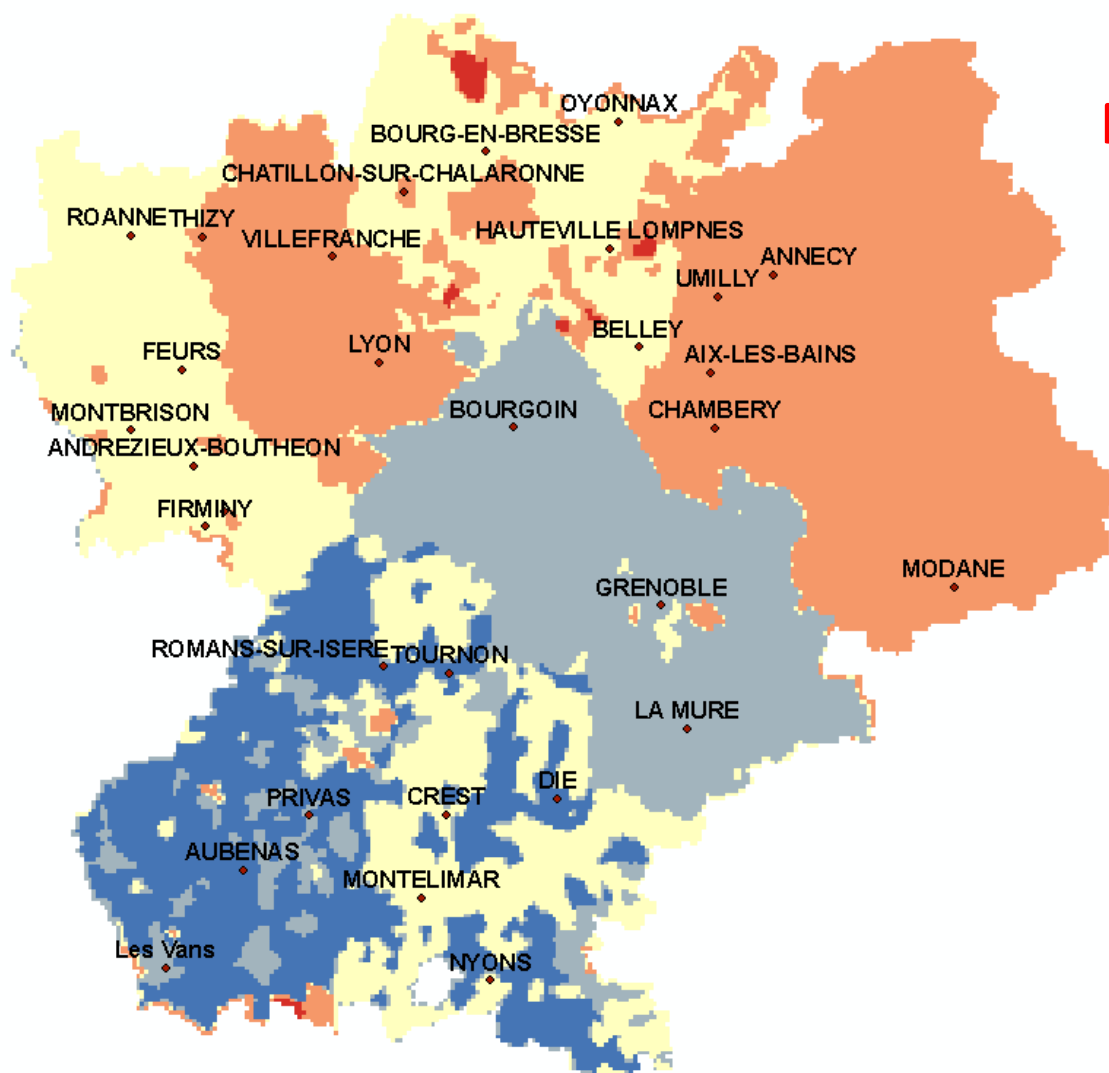 OYONNAX
BOURG-EN-BRESSE
CHATILLON-SUR-CHALARONNE
ROANNE
THIZY
VILLEFRANCHE
HAUTEVILLE LOMPNES
ANNECY
UMILLY
BELLEY
FEURS
LYON
AIX-LES-BAINS
MONTBRISON
BOURGOIN
CHAMBERY
ANDREZIEUX-BOUTHEON
FIRMINY
MODANE
GRENOBLE
ROMANS-SUR-ISERE
TOURNON
LA MURE
DIE
PRIVAS
CREST
AUBENAS
MONTELIMAR
Les Vans
NYONS